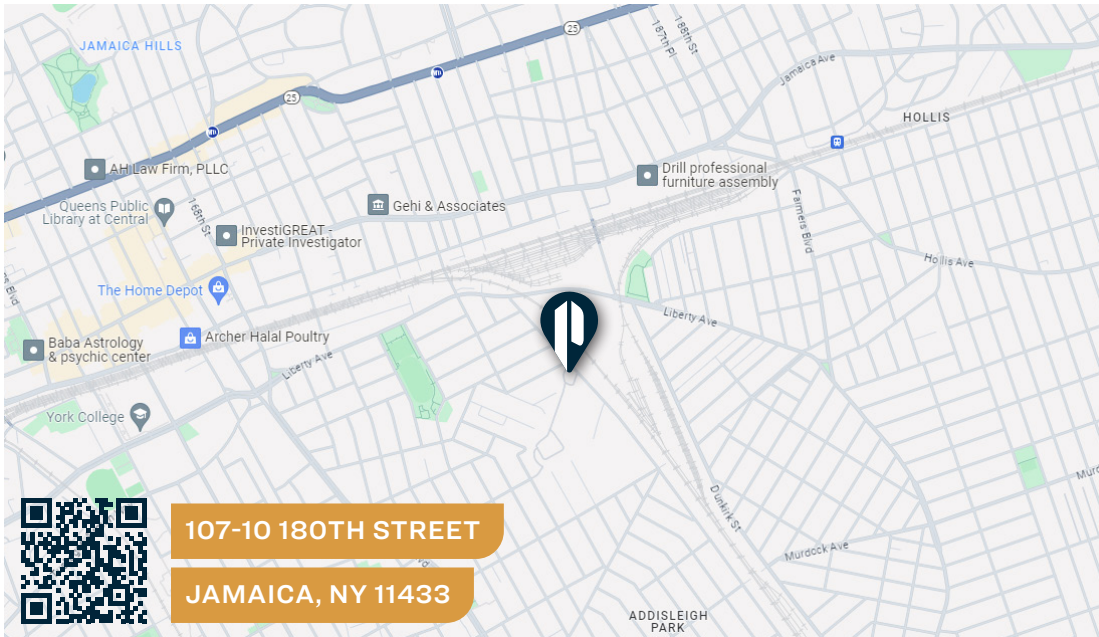 JAMAICA HILLS
25
187th Pl
188th St
Jamaica Ave
25
HOLLIS
AH Law Firm, PLLC
Drill professional
furniture assembly
Queens Public
Library at Central
168th St
Gehi & Associates
Farmers Blvd
InvestiGREAT -
Private Investigator
Hollis Ave
The Home Depot
Liberty Ave
Archer Halal Poultry
Baba Astrology
& psychic center
Liberty Ave
York College
Dunkirk St
107-10 180TH STREET
Murdock Ave
JAMAICA, NY 11433
ADDISLEIGH
PARK